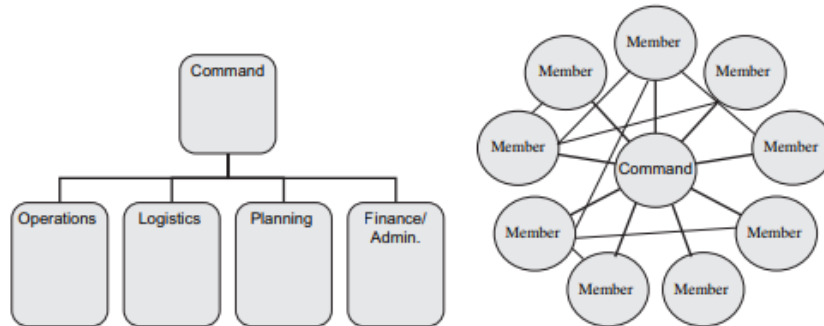 Command
Operations
Logistics
Planning
Finance/
Admin.
Member
Member
Member
Member
Member
Command
Member
Member
Member
Member